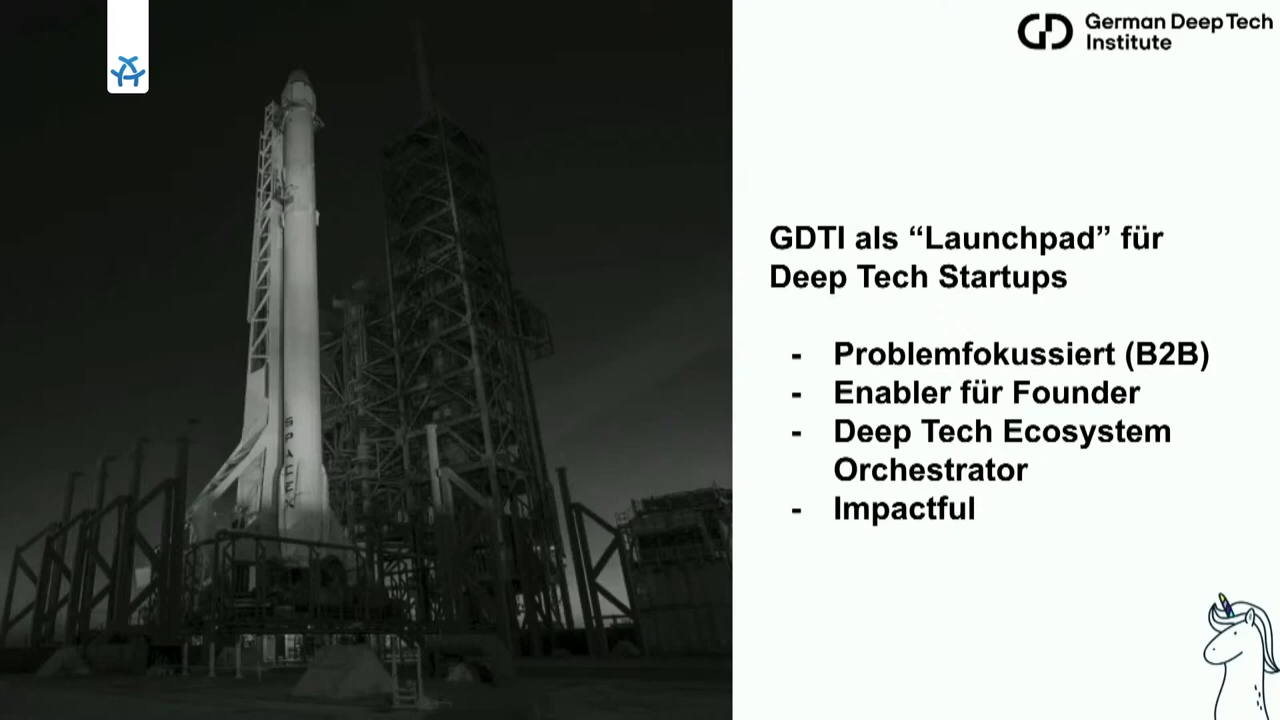 German Deep Tech
Institute
GDTI als “Launchpad” für
Deep Tech Startups
- Problemfokussiert (B2B)
- Enabler für Founder
- Deep Tech Ecosystem
Orchestrator
- Impactful
SPACEX